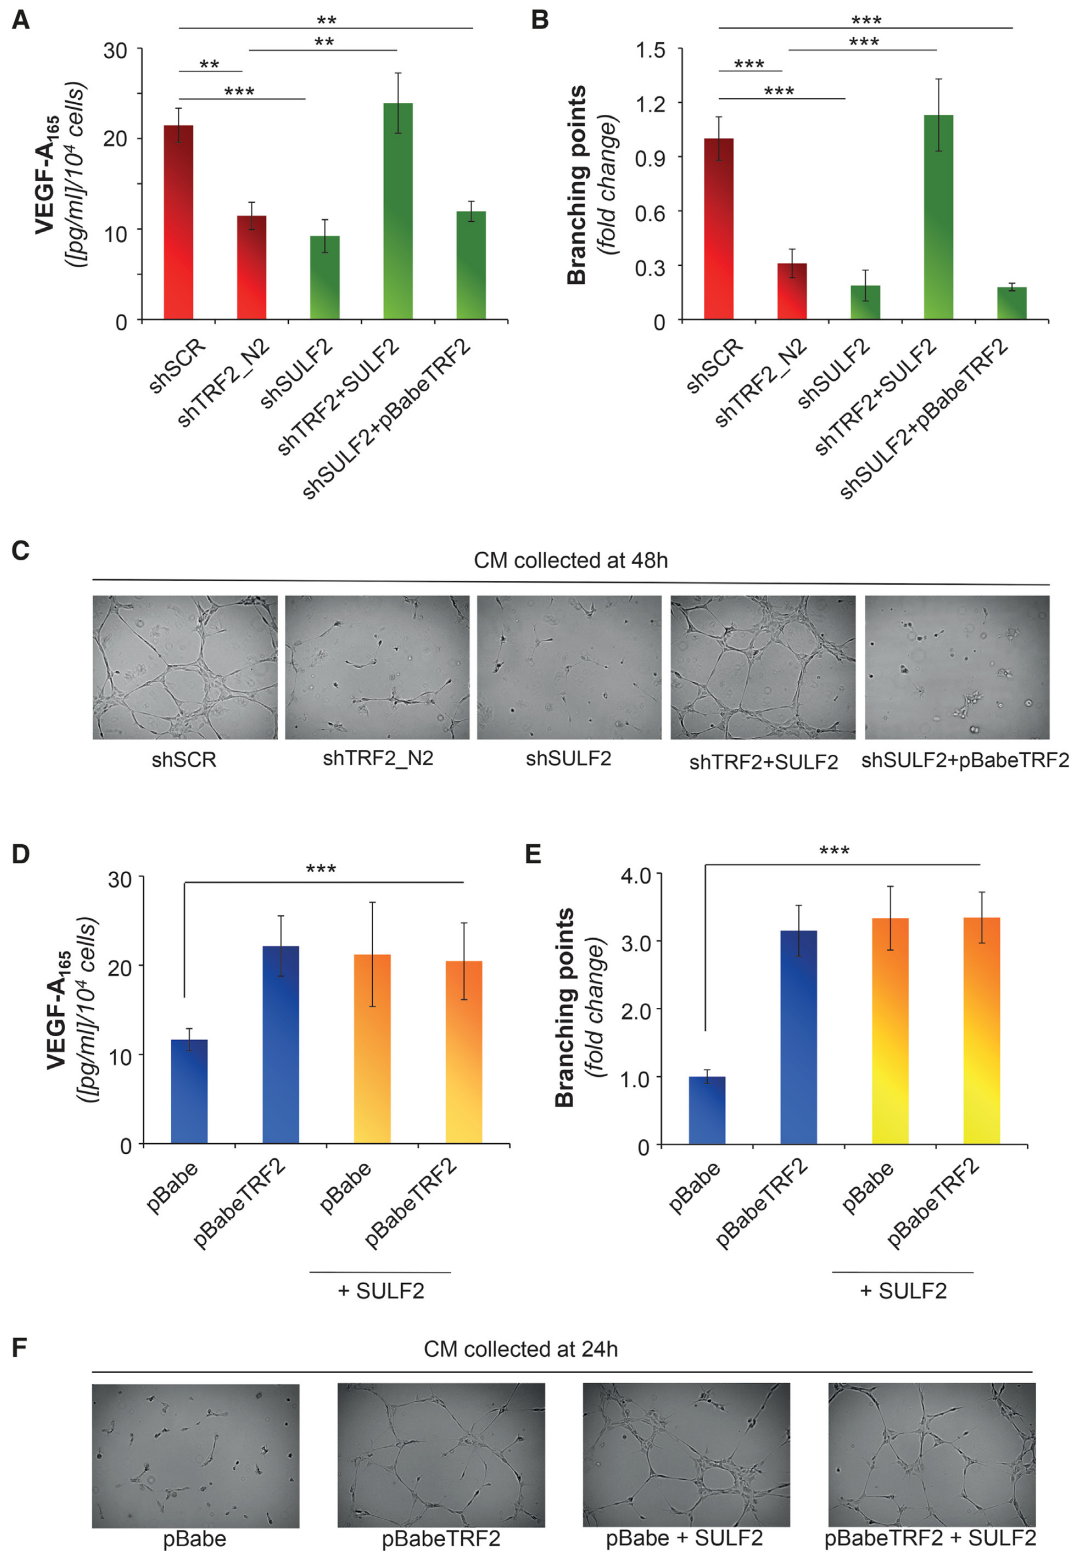 A
VEGF-A165
([pg/ml]/10⁴ cells)
30
20
10
0
**
**
**
***
shSCR
shTRF2_N2
shSULF2
shTRF2+SULF2
shSULF2+pBabeTRF2
B
Branching points
(fold change)
1.5
1.2
0.9
0.6
0.3
0
***
***
***
***
shSCR
shTRF2_N2
shSULF2
shTRF2+SULF2
shSULF2+pBabeTRF2
C
CM collected at 48h
shSCR
shTRF2_N2
shSULF2
shTRF2+SULF2
shSULF2+pBabeTRF2
D
VEGF-A165
([pg/ml]/10⁴ cells)
30
20
10
0
***
pBabe
pBabeTRF2
pBabe
pBabeTRF2
+ SULF2
E
Branching points
(fold change)
4.0
3.0
2.0
1.0
0
***
pBabe
pBabeTRF2
pBabe
pBabeTRF2
+ SULF2
F
CM collected at 24h
pBabe
pBabeTRF2
pBabe + SULF2
pBabeTRF2 + SULF2